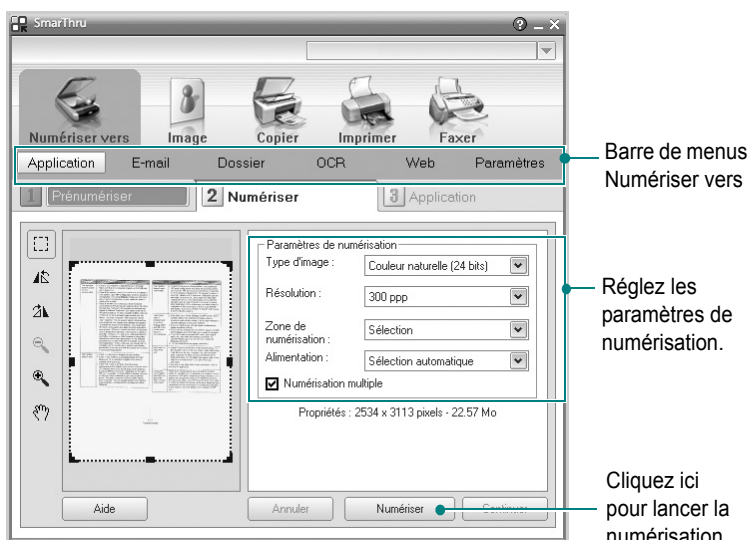 SmarThru
Numériser vers Image Copier Imprimer Faxer
Application E-mail Dossier OCR Web Paramètres
Barre de menus
Numériser vers
1 Prénumériser 2 Numériser 3 Application
Paramètres de numérisation
Type d'image : Couleur naturelle (24 bits)
Résolution : 300 ppp
Zone de
numérisation : Sélection
Alimentation : Sélection automatique
Numérisation multiple
Propriétés : 2534 x 3113 pixels - 22.57 Mo
Réglez les
paramètres de
numérisation.
Aide Annuler Numériser Continuer
Cliquez ici
pour lancer la
numérisation